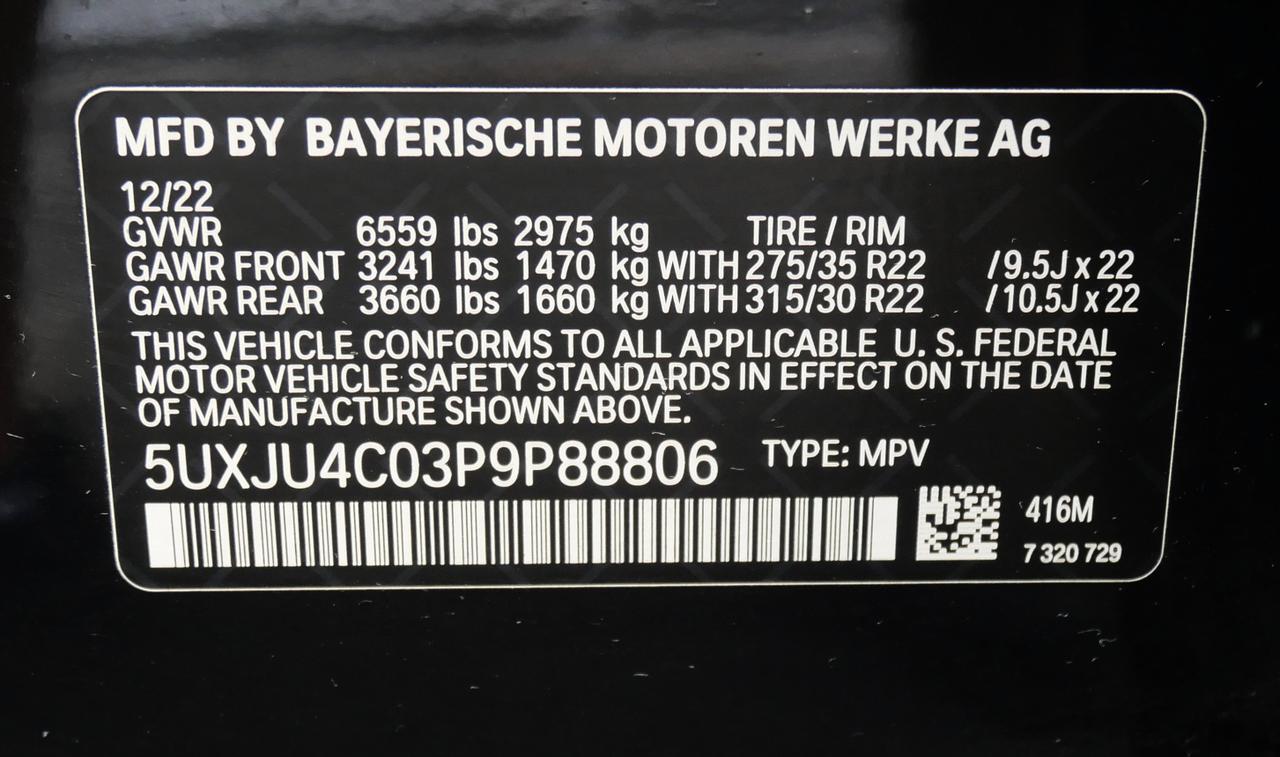 MFD BY BAYERISCHE MOTOREN WERKE AG
12/22
GVWR 6559 lbs 2975 kg TIRE / RIM
GAWR FRONT 3241 lbs 1470 kg WITH 275/35 R22 /9.5J x 22
GAWR REAR 3660 lbs 1660 kg WITH 315/30 R22 /10.5J x 22
THIS VEHICLE CONFORMS TO ALL APPLICABLE U. S. FEDERAL
MOTOR VEHICLE SAFETY STANDARDS IN EFFECT ON THE DATE
OF MANUFACTURE SHOWN ABOVE.
5UXJU4C03P9P88806 TYPE: MPV
416M
7 320 729